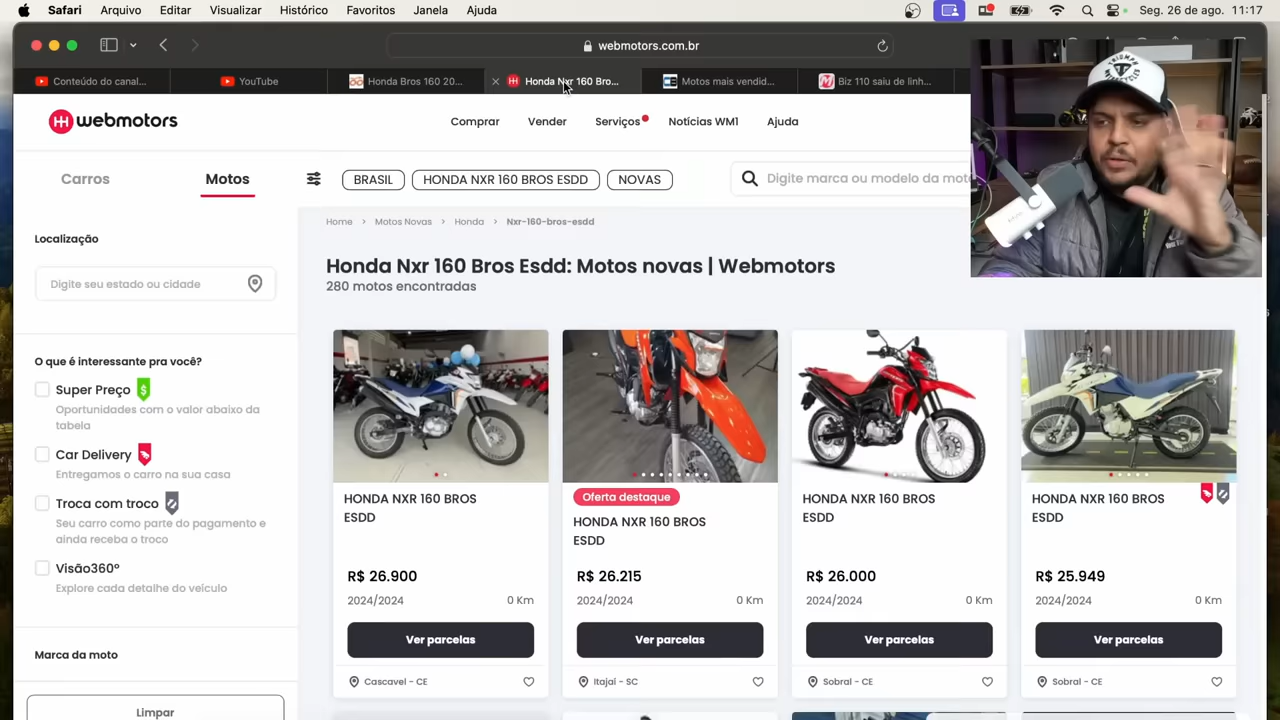 Safari Arquivo Editar Visualizar Histórico Favoritos Janela Ajuda
Seg. 26 de ago. 11:17
webmotors.com.br
Conteúdo do canal...
YouTube
Honda Bros 160 20...
Honda Nxr 160 Bro...
Motos mais vendid...
Biz 110 saiu de linh...
webmotors
Comprar Vender Serviços Notícias WM1 Ajuda
Carros Motos
BRASIL HONDA NXR 160 BROS ESDD NOVAS
Digite marca ou modelo da moto
Home > Motos Novas > Honda > Nxr-160-bros-esdd
Localização
Digite seu estado ou cidade
Honda Nxr 160 Bros Esdd: Motos novas | Webmotors
280 motos encontradas
O que é interessante pra você?
Super Preço
Oportunidades com o valor abaixo da
tabela
Car Delivery
Entregamos o carro na sua casa
Troca com troco
Seu carro como parte do pagamento e
ainda receba o troco
Visão360º
Explore cada detalhe do veículo
Marca da moto
Limpar
HONDA NXR 160 BROS
ESDD
R$ 26.900
2024/2024 0 Km
Ver parcelas
Cascavel - CE
Oferta destaque
HONDA NXR 160 BROS
ESDD
R$ 26.215
2024/2024 0 Km
Ver parcelas
Itajaí - SC
HONDA NXR 160 BROS
ESDD
R$ 26.000
2024/2024 0 Km
Ver parcelas
Sobral - CE
HONDA NXR 160 BROS
ESDD
R$ 25.949
2024/2024 0 Km
Ver parcelas
Sobral - CE